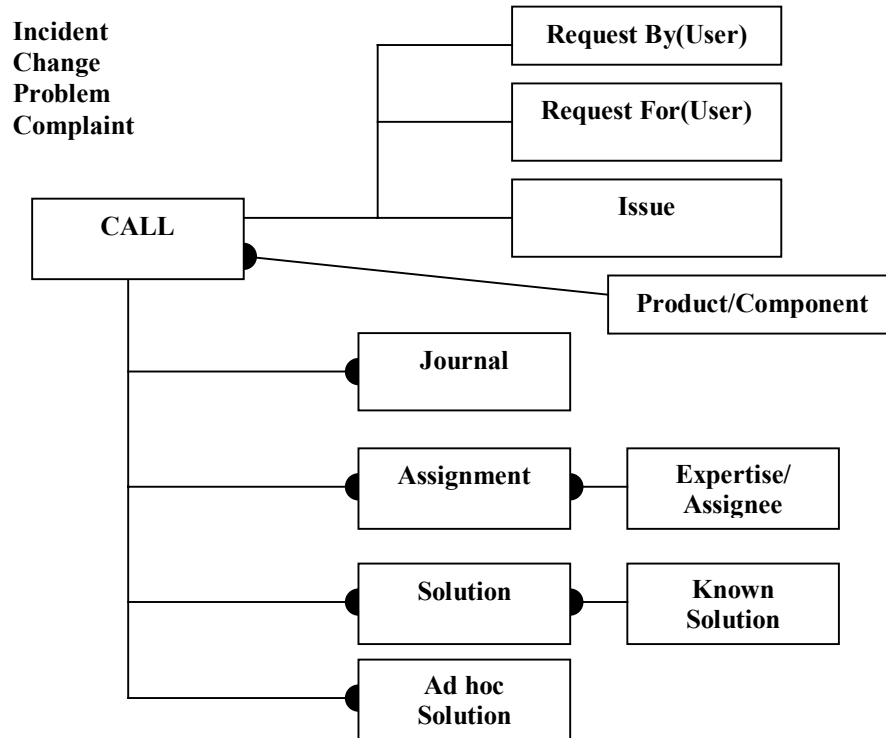 Incident
Change
Problem
Complaint
Request By(User)
Request For(User)
Issue
CALL
Product/Component
Journal
Assignment
Expertise/
Assignee
Solution
Known
Solution
Ad hoc
Solution